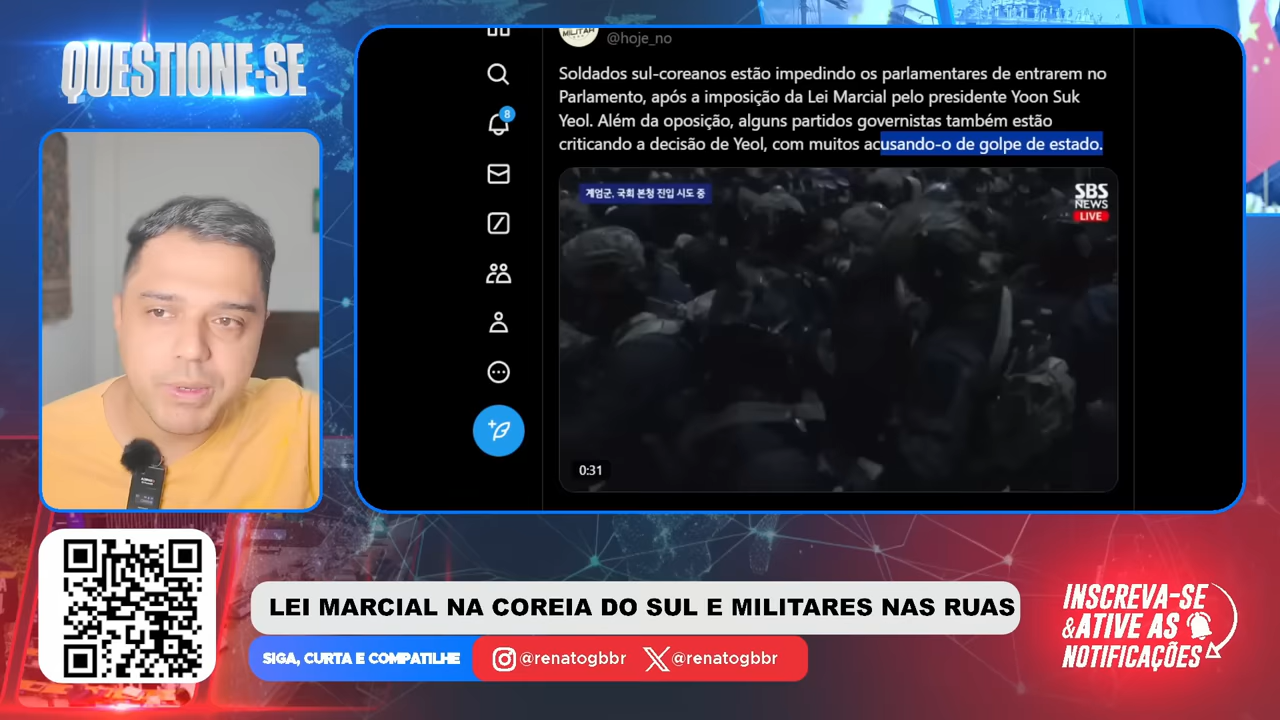 QUESTIONE-SE
MILITAR
@hoje_no
Soldados sul-coreanos estão impedindo os parlamentares de entrarem no
Parlamento, após a imposição da Lei Marcial pelo presidente Yoon Suk
Yeol. Além da oposição, alguns partidos governistas também estão
criticando a decisão de Yeol, com muitos acusando-o de golpe de estado.
8
계엄군, 국회 본청 진입 시도 중
SBS
NEWS
LIVE
0:31
LEI MARCIAL NA COREIA DO SUL E MILITARES NAS RUAS
SIGA, CURTA E COMPATILHE
@renatogbbr
@renatogbbr
INSCREVA-SE
&ATIVE AS
NOTIFICAÇÕES